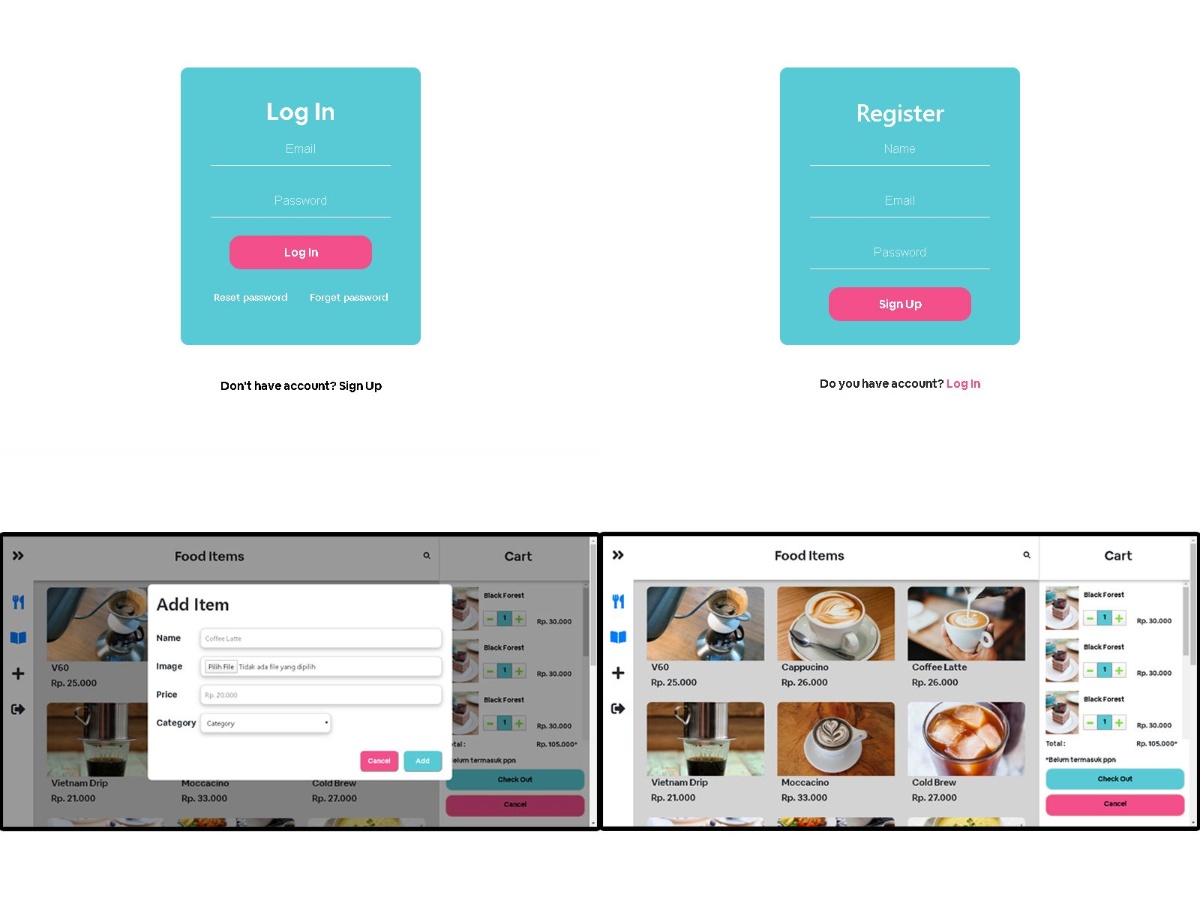 Log In
Email
Password
Log In
Reset password Forget password
Don't have account? Sign Up
Register
Name
Email
Password
Sign Up
Do you have account? Log In
Food Items
Cart
Add Item
Name Coffee Latte
Image Pilih File Tidak ada file yang dipilih
Price Rp. 20.000
Category Category
Cancel Add
V60
Rp. 25.000
Vietnam Drip
Rp. 21.000
Moccacino
Rp. 33.000
Cold Brew
Rp. 27.000
Black Forest
1
Rp. 30.000
Black Forest
1
Rp. 30.000
Black Forest
1
Rp. 30.000
otal : Rp. 105.000*
Belum termasuk ppn
Check Out
Cancel
Food Items
Cart
V60
Rp. 25.000
Cappucino
Rp. 26.000
Coffee Latte
Rp. 26.000
Vietnam Drip
Rp. 21.000
Moccacino
Rp. 33.000
Cold Brew
Rp. 27.000
Black Forest
1
Rp. 30.000
Black Forest
1
Rp. 30.000
Black Forest
1
Rp. 30.000
Total : Rp. 105.000*
*Belum termasuk ppn
Check Out
Cancel